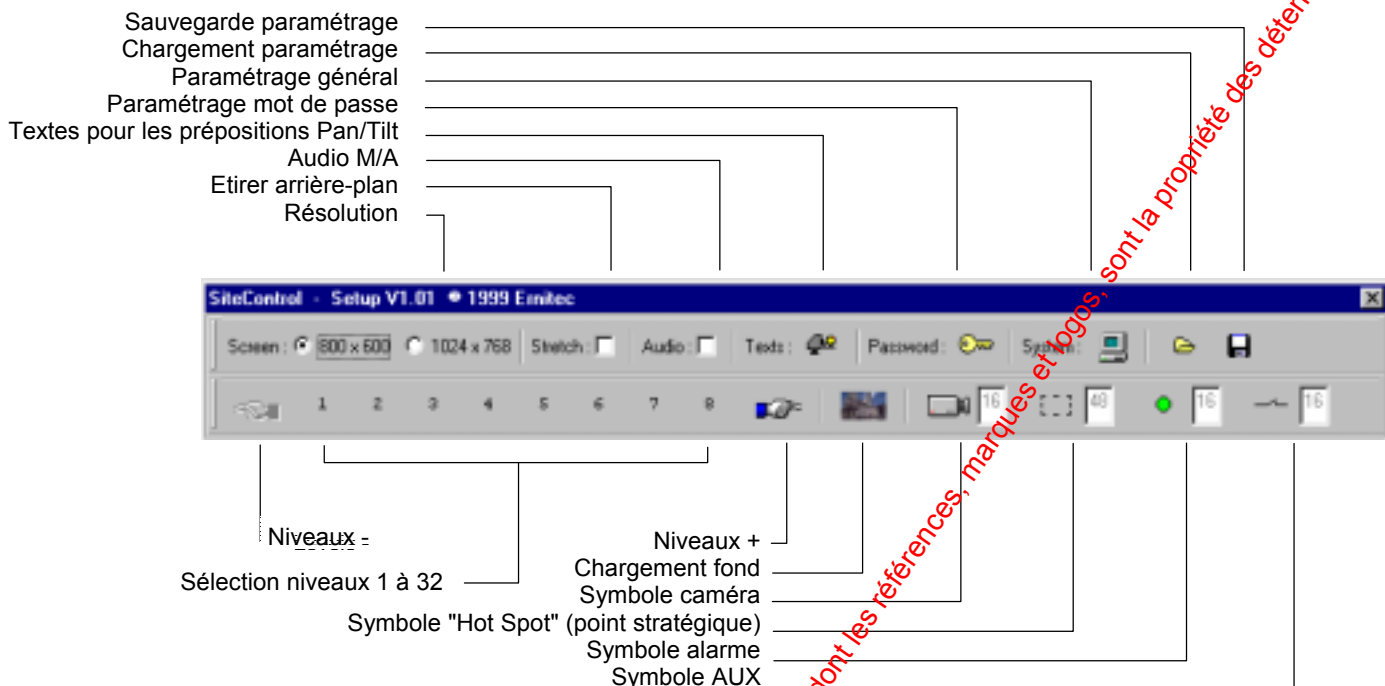 Sauvegarde paramétrage
Chargement paramétrage
Paramétrage général
Paramétrage mot de passe
Textes pour les prépositions Pan/Tilt
Audio M/A
Etirer arrière-plan
Résolution
SiteControl - Setup V1.01 © 1999 Ernitec
Screen : 800 x 600 1024 x 768 Stretch : Audio : Texts : Password : System :
1 2 3 4 5 6 7 8 16 48 16 16
Niveaux -
Sélection niveaux 1 à 32
Niveaux +
Chargement fond
Symbole caméra
Symbole "Hot Spot" (point stratégique)
Symbole alarme
Symbole AUX
dont les références, marques et logos, sont la propriété des déten